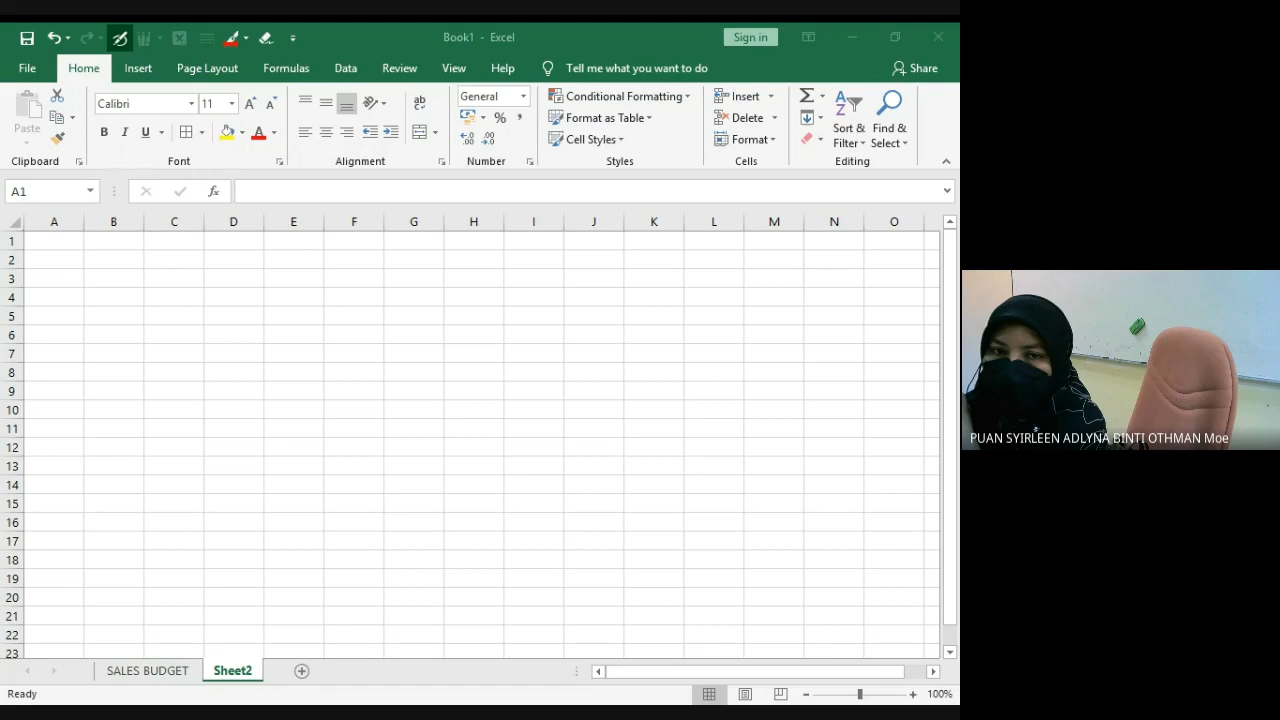 Book1 - Excel
Sign in
File Home Insert Page Layout Formulas Data Review View Help Tell me what you want to do Share
Paste
Calibri 11
B I U
ab
General
% ,
Conditional Formatting
Format as Table
Cell Styles
Insert
Delete
Format
Sort & Filter
Find & Select
Clipboard Font Alignment Number Styles Cells Editing
A1 fx
A B C D E F G H I J K L M N O
1
2
3
4
5
6
7
8
9
10
11
12
13
14
15
16
17
18
19
20
21
22
23
PUAN SYIRLEEN ADLYNA BINTI OTHMAN Moe
SALES BUDGET Sheet2
Ready 100%